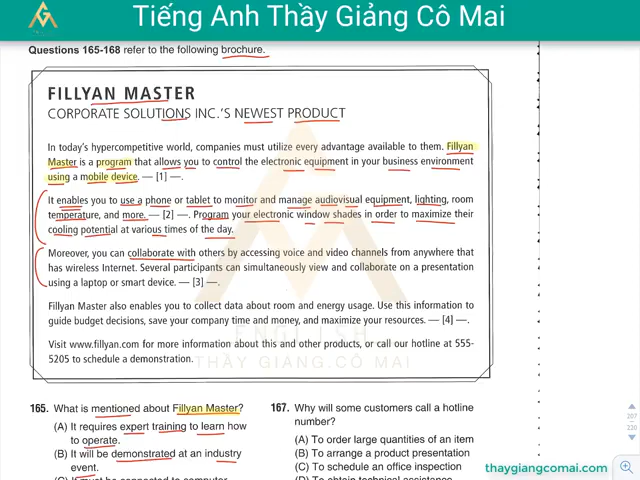 Tiếng Anh Thầy Giảng Cô Mai
Questions 165-168 refer to the following brochure.
FILLYAN MASTER
CORPORATE SOLUTIONS INC.'S NEWEST PRODUCT
In today's hypercompetitive world, companies must utilize every advantage available to them. Fillyan
Master is a program that allows you to control the electronic equipment in your business environment
using a mobile device. — [1] —.
It enables you to use a phone or tablet to monitor and manage audiovisual equipment, lighting, room
temperature, and more. — [2] —. Program your electronic window shades in order to maximize their
cooling potential at various times of the day.
Moreover, you can collaborate with others by accessing voice and video channels from anywhere that
has wireless Internet. Several participants can simultaneously view and collaborate on a presentation
using a laptop or smart device. — [3] —.
Fillyan Master also enables you to collect data about room and energy usage. Use this information to
guide budget decisions, save your company time and money, and maximize your resources. — [4] —.
ENGLISH
Visit www.fillyan.com for more information about this and other products, or call our hotline at 555-
5205 to schedule a demonstration.
THẦY GIẢNG.CÔ MAI
165. What is mentioned about Fillyan Master?
(A) It requires expert training to learn how
to operate.
(B) It will be demonstrated at an industry
event.
(C) It must be connected to computer
167. Why will some customers call a hotline
number?
(A) To order large quantities of an item
(B) To arrange a product presentation
(C) To schedule an office inspection
(D) To obtain technical assistance
207
220
thaygiangcomai.com